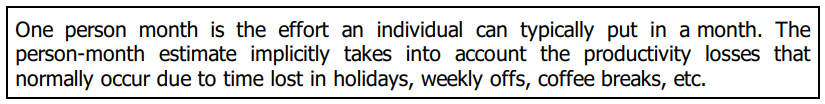 One person month is the effort an individual can typically put in a month. The
person-month estimate implicitly takes into account the productivity losses that
normally occur due to time lost in holidays, weekly offs, coffee breaks, etc.